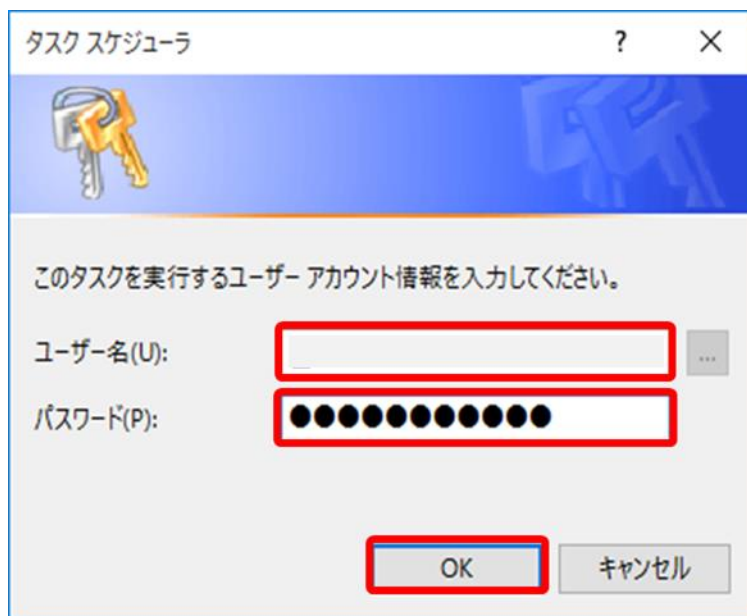 タスク スケジューラ
このタスクを実行するユーザー アカウント情報を入力してください。
ユーザー名(U):
...
パスワード(P):
●●●●●●●●●●●
OK
キャンセル